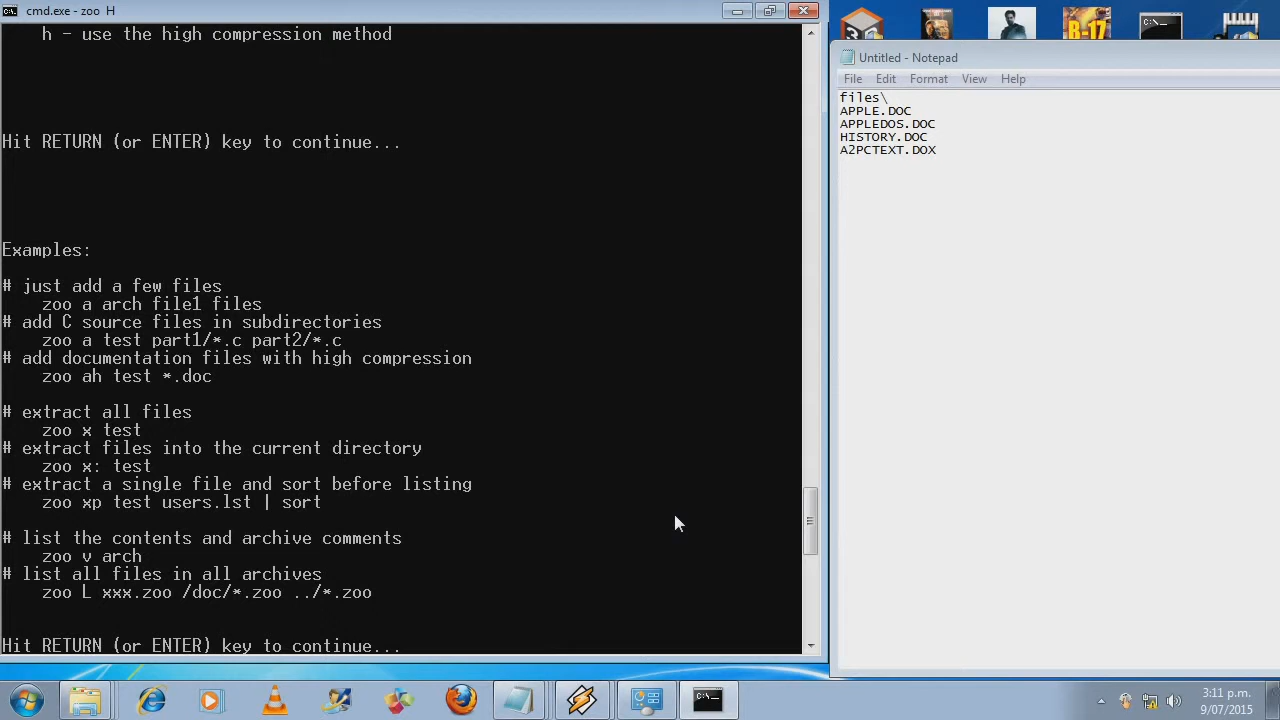 cmd.exe - zoo H
h - use the high compression method
Hit RETURN (or ENTER) key to continue...
Examples:
# just add a few files
zoo a arch file1 files
# add C source files in subdirectories
zoo a test part1/*.c part2/*.c
# add documentation files with high compression
zoo ah test *.doc
# extract all files
zoo x test
# extract files into the current directory
zoo x: test
# extract a single file and sort before listing
zoo xp test users.lst | sort
# list the contents and archive comments
zoo v arch
# list all files in all archives
zoo L xxx.zoo /doc/*.zoo ../*.zoo
Hit RETURN (or ENTER) key to continue...
B-17
Untitled - Notepad
File Edit Format View Help
files\
APPLE.DOC
APPLEDOS.DOC
HISTORY.DOC
A2PCTEXT.DOX
3:11 p.m.
9/07/2015